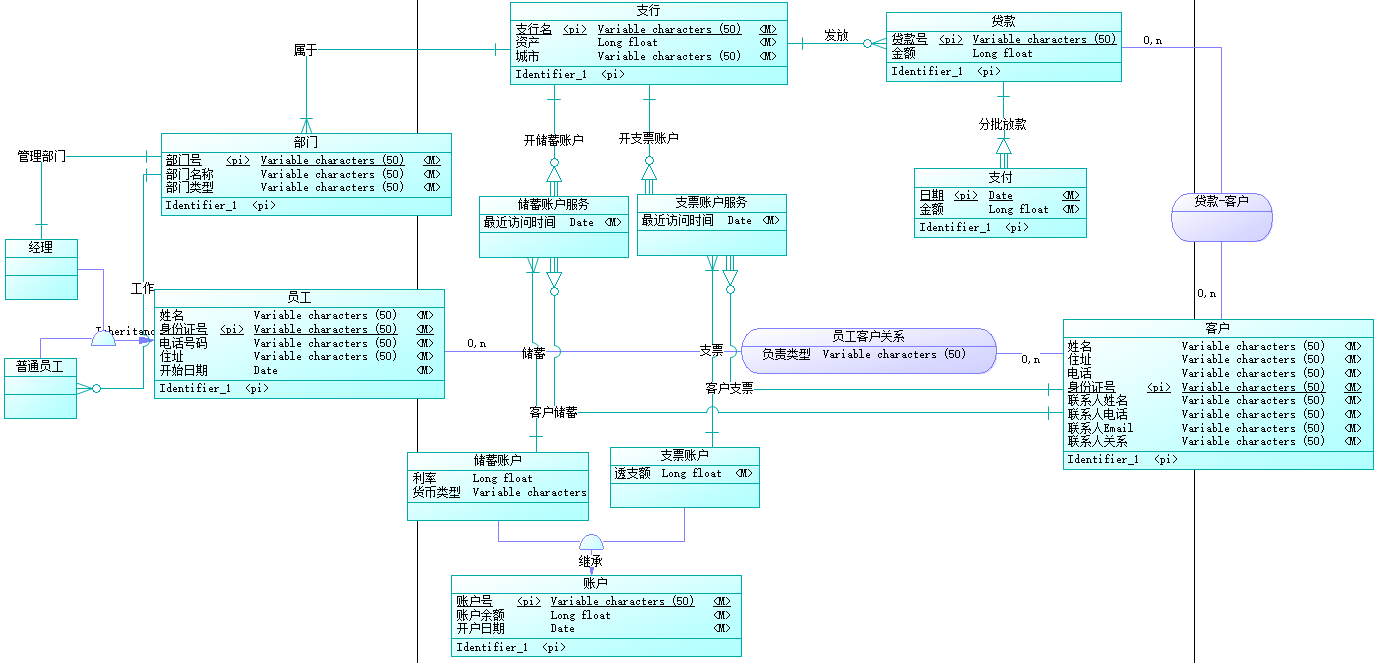 支行
支行名 <pi> Variable characters (50) <M>
资产 Long float <M>
城市 Variable characters (50) <M>
Identifier_1 <pi>
发放
贷款
贷款号 <pi> Variable characters (50)
金额 Long float
Identifier_1 <pi>
0,n
属于
开储蓄账户
开支票账户
分批放款
管理部门
部门
部门号 <pi> Variable characters (50) <M>
部门名称 Variable characters (50) <M>
部门类型 Variable characters (50) <M>
Identifier_1 <pi>
储蓄账户服务
最近访问时间 Date <M>
支票账户服务
最近访问时间 Date <M>
支付
日期 <pi> Date <M>
金额 Long float <M>
Identifier_1 <pi>
贷款-客户
0,n
经理
工作
员工
姓名 Variable characters (50) <M>
身份证号 <pi> Variable characters (50) <M>
电话号码 Variable characters (50) <M>
住址 Variable characters (50) <M>
开始日期 Date <M>
Identifier_1 <pi>
Inheritanc
普通员工
0,n
储蓄
支票
员工客户关系
负责类型 Variable characters (50)
0,n
客户
姓名 Variable characters (50) <M>
住址 Variable characters (50) <M>
电话 Variable characters (50) <M>
身份证号 <pi> Variable characters (50) <M>
联系人姓名 Variable characters (50) <M>
联系人电话 Variable characters (50) <M>
联系人Email Variable characters (50) <M>
联系人关系 Variable characters (50) <M>
Identifier_1 <pi>
客户支票
客户储蓄
储蓄账户
利率 Long float
货币类型 Variable characters
支票账户
透支额 Long float <M>
继承
账户
账户号 <pi> Variable characters (50) <M>
账户余额 Long float <M>
开户日期 Date <M>
Identifier_1 <pi>